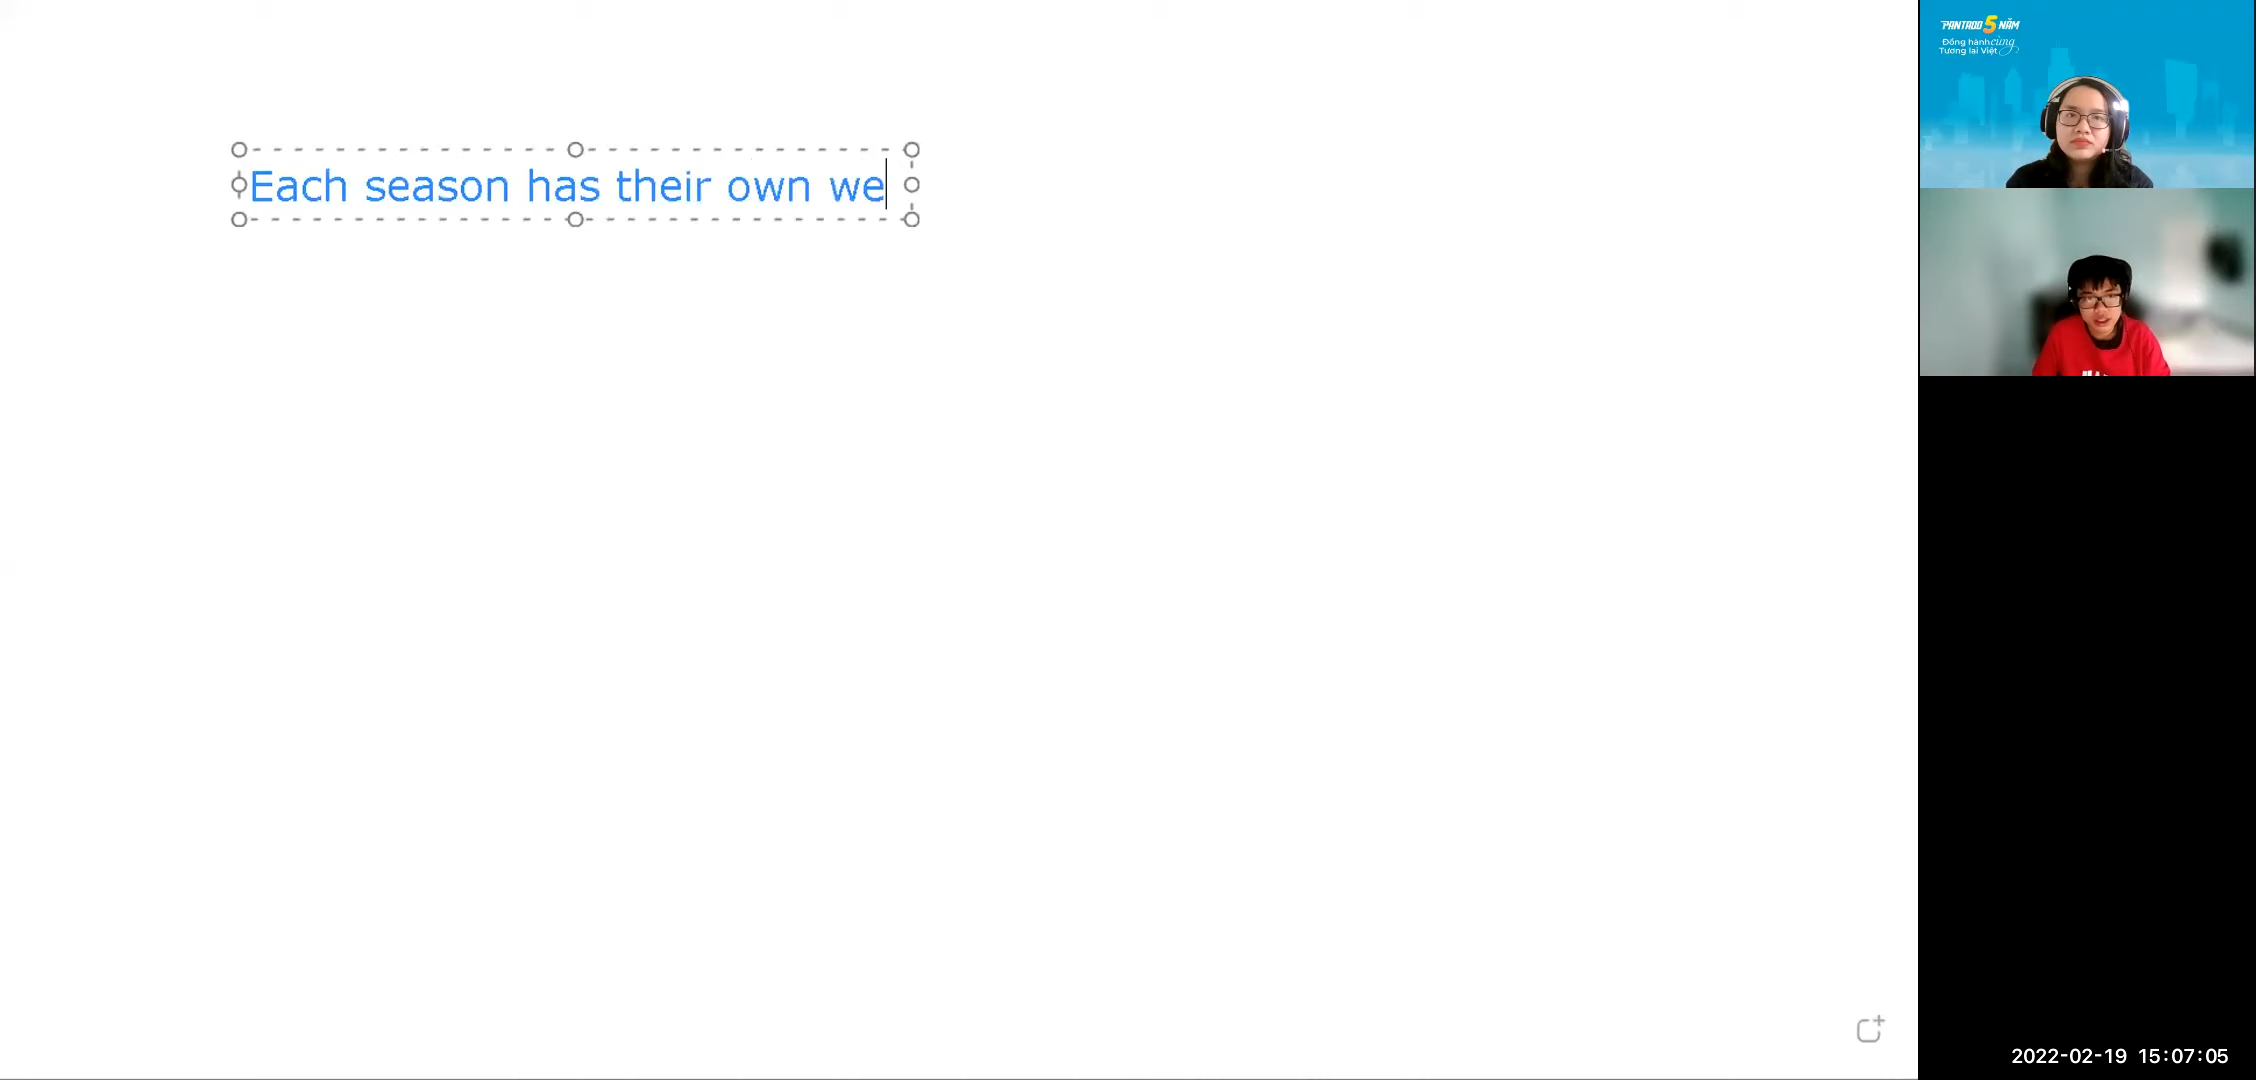 Each season has their own we
PANTADO 5 NĂM
Đồng hành cùng
Tương lai Việt
2022-02-19 15:07:05